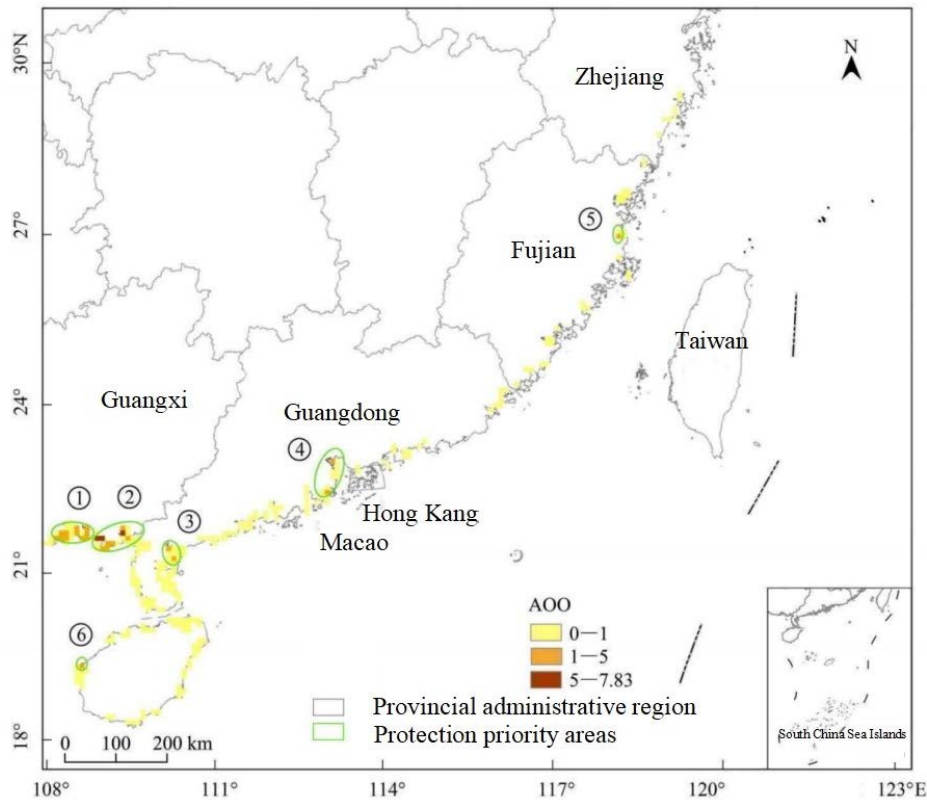 30°N
27°
24°
21°
18°
N
Zhejiang
⑤
Fujian
Taiwan
Guangxi
Guangdong
④
① ② ③
Hong Kang
Macao
⑥
AOO
0—1
1—5
5—7.83
Provincial administrative region
Protection priority areas
0 100 200 km
South China Sea Islands
108° 111° 114° 117° 120° 123°E